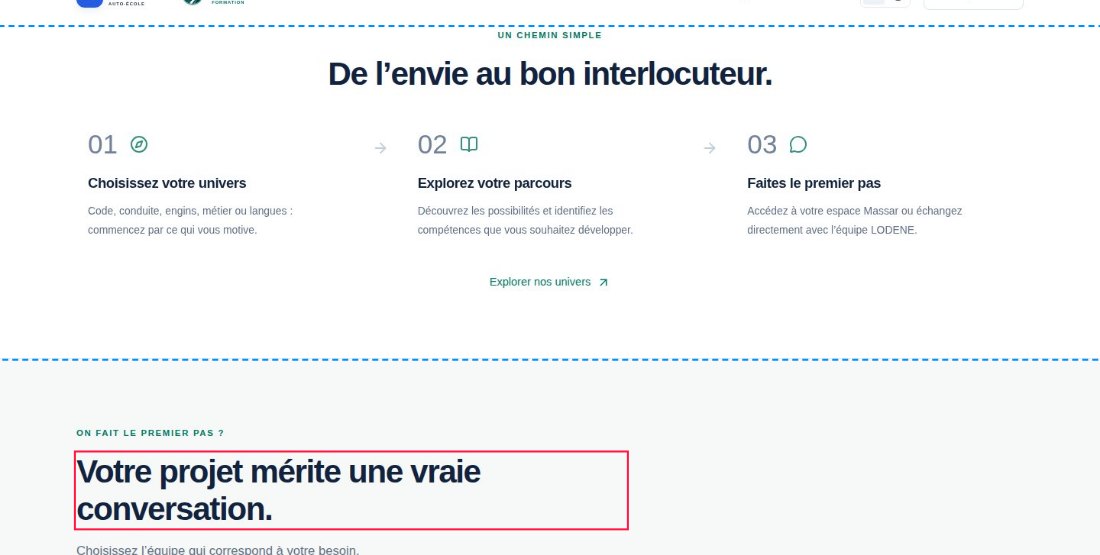 AUTO-ÉCOLE
FORMATION
UN CHEMIN SIMPLE
De l’envie au bon interlocuteur.
01
02
03
Choisissez votre univers
Explorez votre parcours
Faites le premier pas
Code, conduite, engins, métier ou langues :
commencez par ce qui vous motive.
Découvrez les possibilités et identifiez les
compétences que vous souhaitez développer.
Accédez à votre espace Massar ou échangez
directement avec l’équipe LODENE.
Explorer nos univers
ON FAIT LE PREMIER PAS ?
Votre projet mérite une vraie
conversation.
Choisissez l’équipe qui correspond à votre besoin.